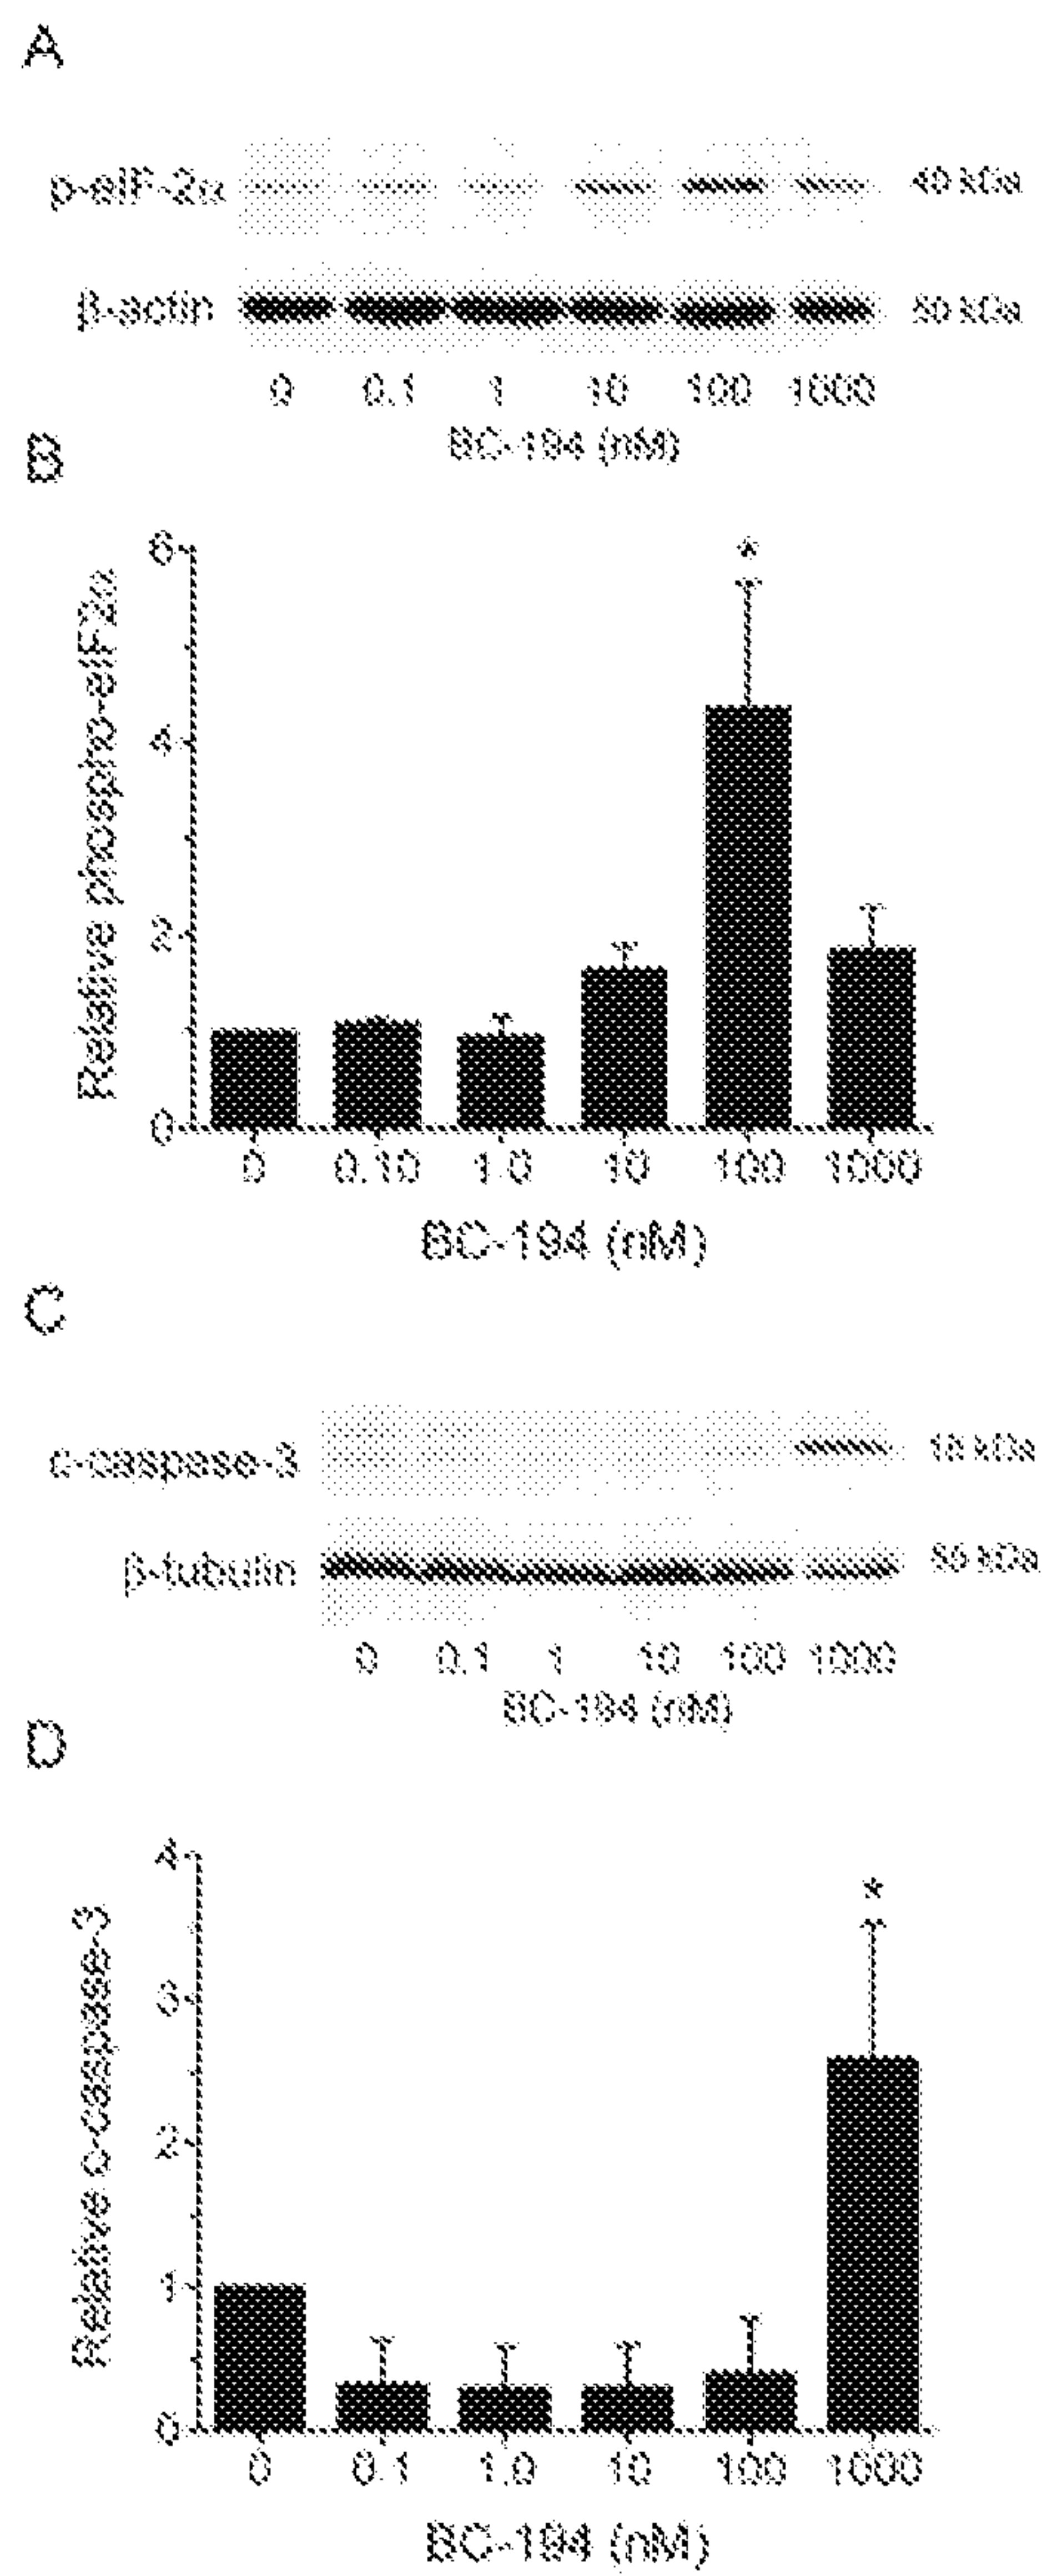 A
p-eIF-2α 40 kDa
β-actin 50 kDa
0 0.1 1 10 100 1000
BC-194 (nM)
B
Relative phospho-eIF2α
6
*
4
2
0
0 0.10 1.0 10 100 1000
BC-194 (nM)
C
c-caspase-3 18 kDa
β-tubulin 55 kDa
0 0.1 1 10 100 1000
BC-194 (nM)
D
Relative c-caspase-3
4
*
3
2
1
0
0 0.1 1.0 10 100 1000
BC-194 (nM)